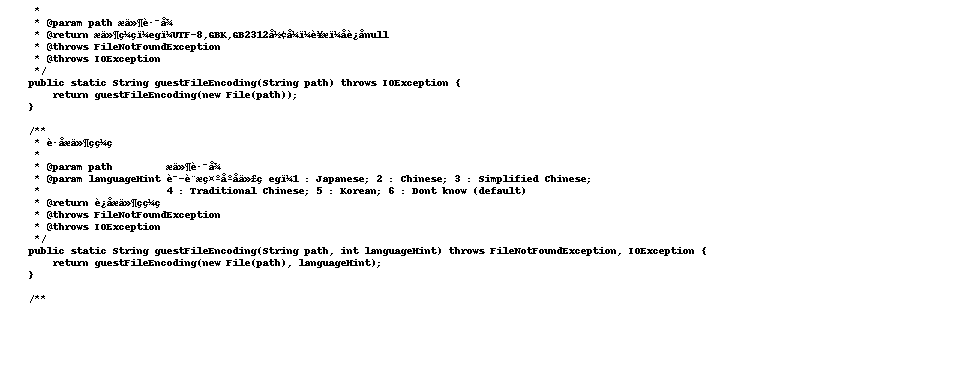 *
* @param path æä»¶è·¯å¾
* @return æä»¶ç¼ç ï¼egï¼UTF-8,GBK,GB2312å½¢å¼ï¼è¥æ ï¼åè¿ånull
* @throws FileNotFoundException
* @throws IOException
*/
public static String guestFileEncoding(String path) throws IOException {
return guestFileEncoding(new File(path));
}
/**
* è·åæä»¶çç¼ç
*
* @param path æä»¶è·¯å¾
* @param languageHint è¯­è¨æç¤ºåºåä»£ç  egï¼1 : Japanese; 2 : Chinese; 3 : Simplified Chinese;
* 4 : Traditional Chinese; 5 : Korean; 6 : Dont know (default)
* @return è¿åæä»¶çç¼ç
* @throws FileNotFoundException
* @throws IOException
*/
public static String guestFileEncoding(String path, int languageHint) throws FileNotFoundException, IOException {
return guestFileEncoding(new File(path), languageHint);
}
/**